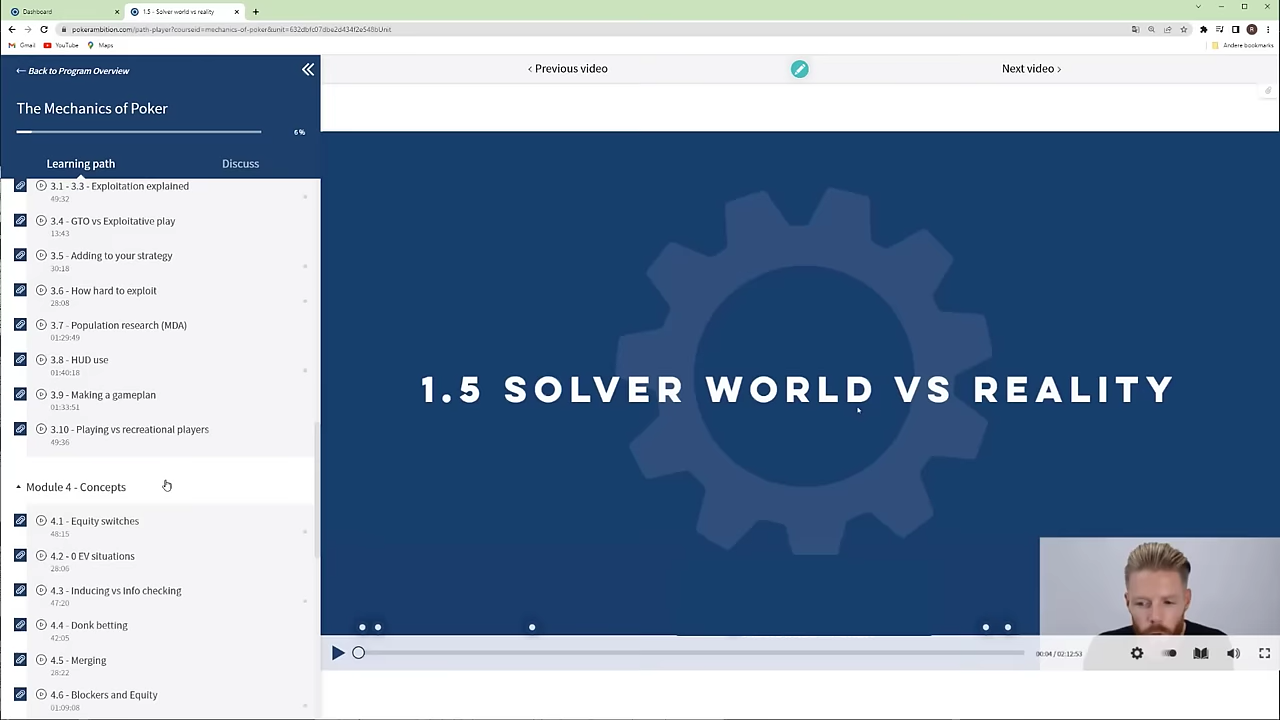 Dashboard
1.5 - Solver world vs reality
pokerambition.com/path-player?courseid=mechanics-of-poker&unit=632dbfc07dbe2d434f2e548bUnit
Gmail
YouTube
Maps
Andere bookmarks
← Back to Program Overview
The Mechanics of Poker
6%
Learning path
Discuss
3.1 - 3.3 - Exploitation explained
49:32
3.4 - GTO vs Exploitative play
13:43
3.5 - Adding to your strategy
30:18
3.6 - How hard to exploit
28:08
3.7 - Population research (MDA)
01:29:49
3.8 - HUD use
01:40:18
3.9 - Making a gameplan
01:33:51
3.10 - Playing vs recreational players
49:36
Module 4 - Concepts
4.1 - Equity switches
48:15
4.2 - 0 EV situations
28:06
4.3 - Inducing vs Info checking
47:20
4.4 - Donk betting
42:05
4.5 - Merging
28:22
4.6 - Blockers and Equity
01:09:08
‹ Previous video
Next video ›
1.5 SOLVER WORLD VS REALITY
00:04 / 02:12:53